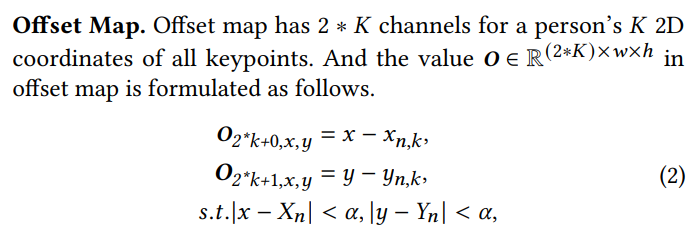 Offset Map. Offset map has 2 ∗ K channels for a person's K 2D
coordinates of all keypoints. And the value O ∈ ℝ^(2∗K)×w×h in
offset map is formulated as follows.
O_{2*k+0,x,y} = x − x_{n,k},
O_{2*k+1,x,y} = y − y_{n,k}, (2)
s.t.|x − X_n| < α, |y − Y_n| < α,